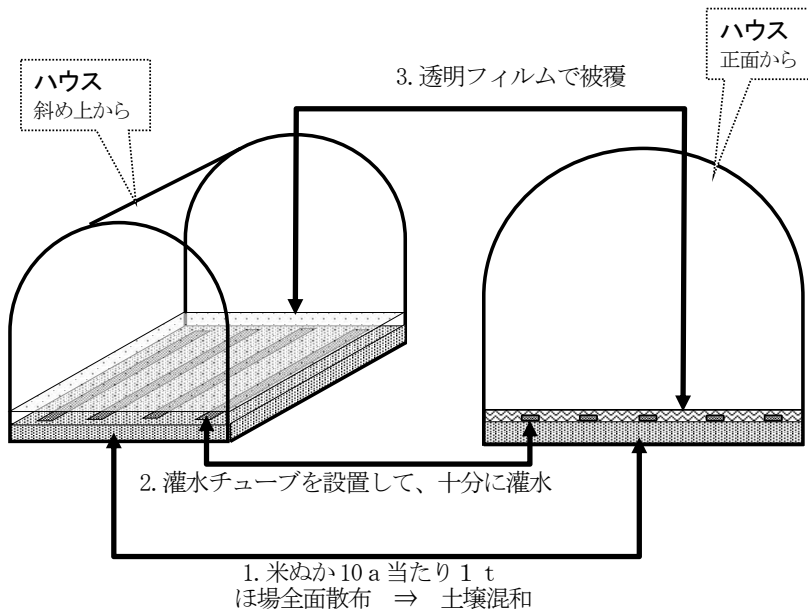 ハウス
斜め上から
ハウス
正面から
3. 透明フィルムで被覆
2. 灌水チューブを設置して、十分に灌水
1. 米ぬか 10 a 当たり 1 t
ほ場全面散布 ⇒ 土壌混和